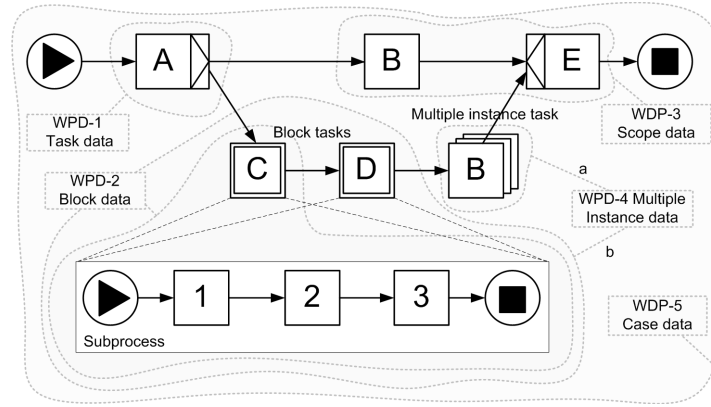 A
B
E
WPD-1
Task data
Block tasks
Multiple instance task
WDP-3
Scope data
C
D
B
a
WPD-2
Block data
WPD-4 Multiple
Instance data
b
1
2
3
Subprocess
WDP-5
Case data